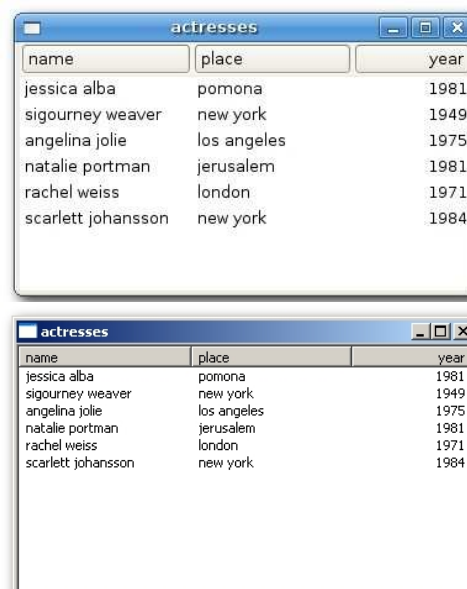 actresses
name place year
jessica alba pomona 1981
sigourney weaver new york 1949
angelina jolie los angeles 1975
natalie portman jerusalem 1981
rachel weiss london 1971
scarlett johansson new york 1984
actresses
name place year
jessica alba pomona 1981
sigourney weaver new york 1949
angelina jolie los angeles 1975
natalie portman jerusalem 1981
rachel weiss london 1971
scarlett johansson new york 1984